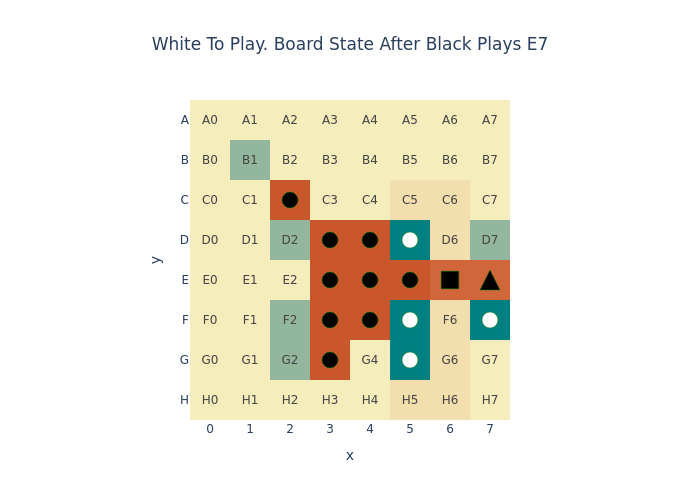 White To Play. Board State After Black Plays E7
A A0 A1 A2 A3 A4 A5 A6 A7
B B0 B1 B2 B3 B4 B5 B6 B7
C C0 C1 C3 C4 C5 C6 C7
D D0 D1 D2 D6 D7
y
E E0 E1 E2
F F0 F1 F2 F6
G G0 G1 G2 G4 G6 G7
H H0 H1 H2 H3 H4 H5 H6 H7
0 1 2 3 4 5 6 7
x